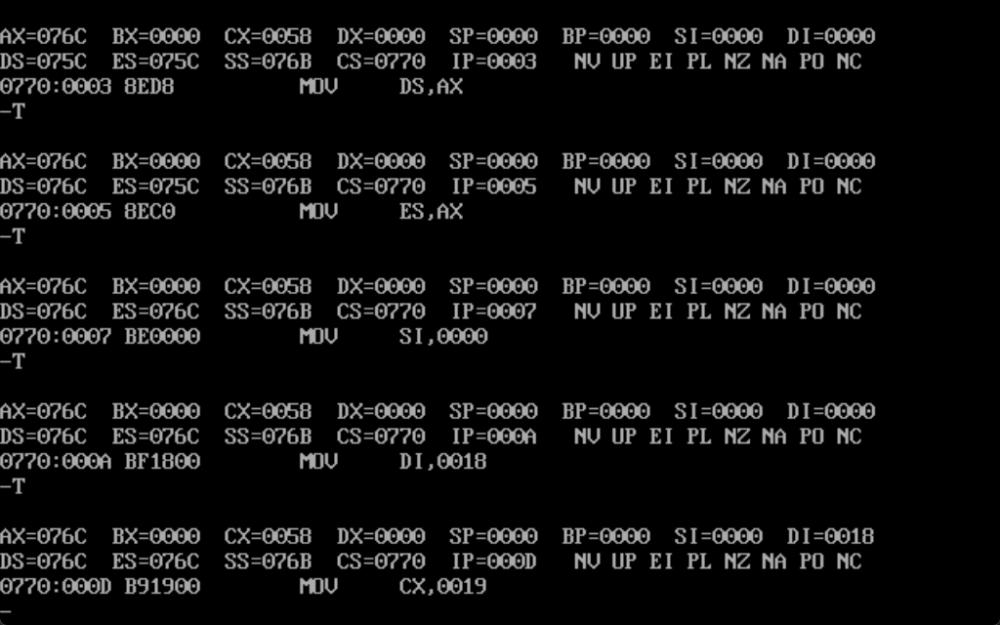 AX=076C  BX=0000  CX=0058  DX=0000  SP=0000  BP=0000  SI=0000  DI=0000
DS=075C  ES=075C  SS=076B  CS=0770  IP=0003   NV UP EI PL NZ NA PO NC
0770:0003 8ED8          MOV     DS,AX
-T
AX=076C  BX=0000  CX=0058  DX=0000  SP=0000  BP=0000  SI=0000  DI=0000
DS=076C  ES=075C  SS=076B  CS=0770  IP=0005   NV UP EI PL NZ NA PO NC
0770:0005 8EC0          MOV     ES,AX
-T
AX=076C  BX=0000  CX=0058  DX=0000  SP=0000  BP=0000  SI=0000  DI=0000
DS=076C  ES=076C  SS=076B  CS=0770  IP=0007   NV UP EI PL NZ NA PO NC
0770:0007 BE0000        MOV     SI,0000
-T
AX=076C  BX=0000  CX=0058  DX=0000  SP=0000  BP=0000  SI=0000  DI=0000
DS=076C  ES=076C  SS=076B  CS=0770  IP=000A   NV UP EI PL NZ NA PO NC
0770:000A BF1800        MOV     DI,0018
-T
AX=076C  BX=0000  CX=0058  DX=0000  SP=0000  BP=0000  SI=0000  DI=0018
DS=076C  ES=076C  SS=076B  CS=0770  IP=000D   NV UP EI PL NZ NA PO NC
0770:000D B91900        MOV     CX,0019
-